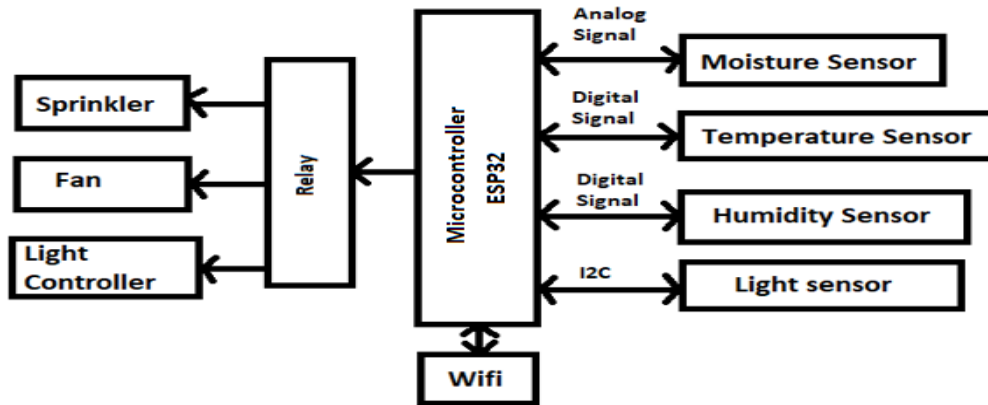 Sprinkler
Fan
Light
Controller
Relay
Microcontroller
ESP32
Wifi
Analog
Signal
Moisture Sensor
Digital
Signal
Temperature Sensor
Digital
Signal
Humidity Sensor
I2C
Light sensor